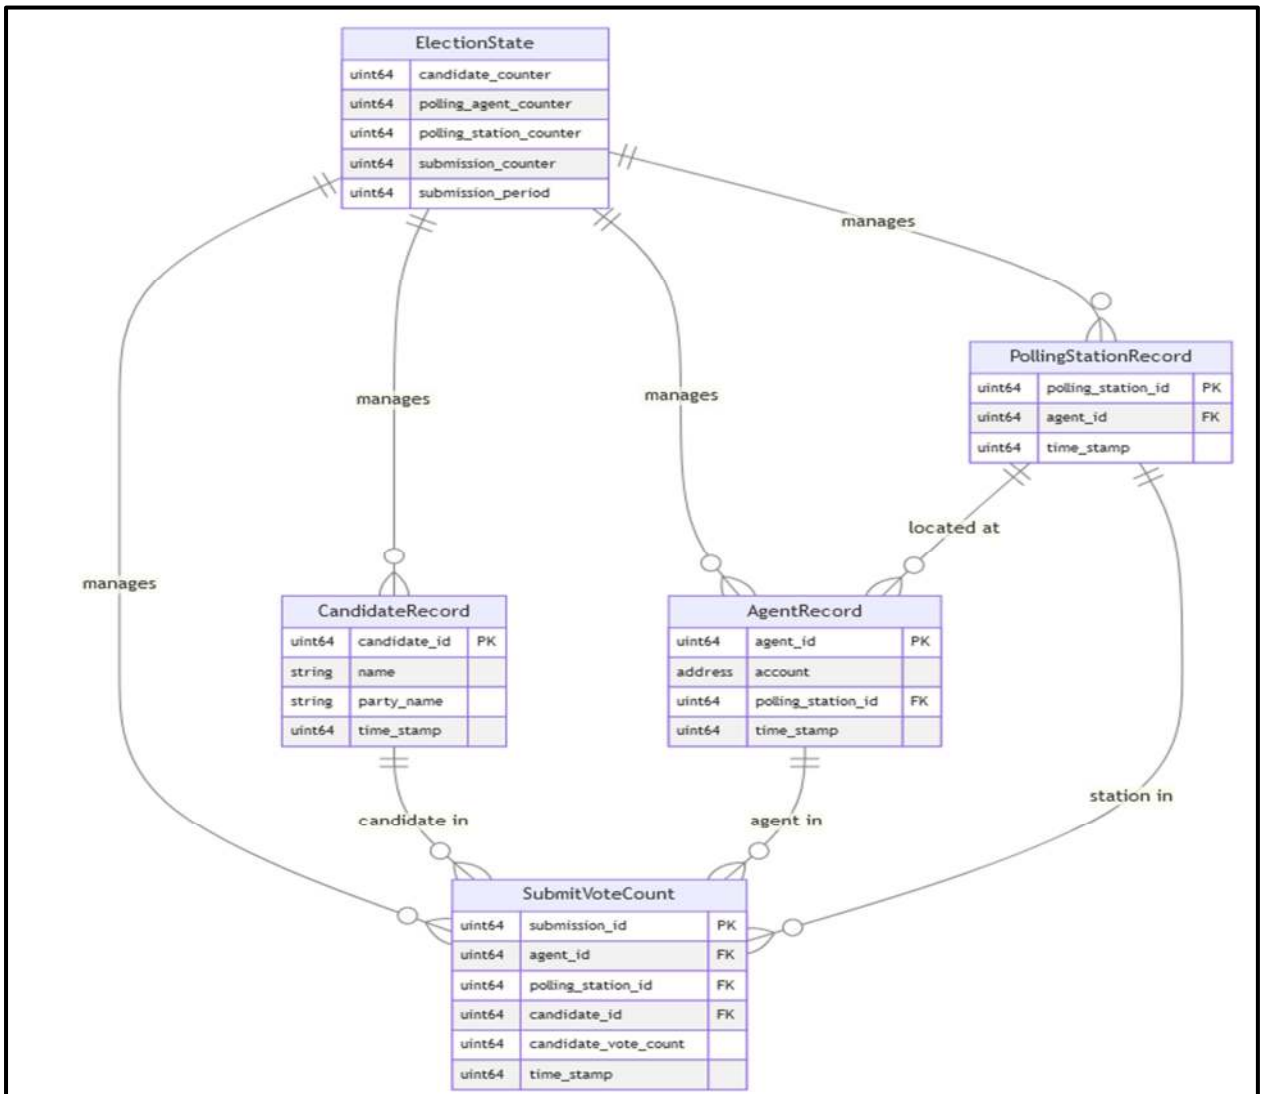 ElectionState
uint64 candidate_counter
uint64 polling_agent_counter
uint64 polling_station_counter
uint64 submission_counter
uint64 submission_period
manages
PollingStationRecord
uint64 polling_station_id PK
uint64 agent_id FK
uint64 time_stamp
manages
manages
located at
manages
CandidateRecord
uint64 candidate_id PK
string name
string party_name
uint64 time_stamp
AgentRecord
uint64 agent_id PK
address account
uint64 polling_station_id FK
uint64 time_stamp
station in
candidate in
agent in
SubmitVoteCount
uint64 submission_id PK
uint64 agent_id FK
uint64 polling_station_id FK
uint64 candidate_id FK
uint64 candidate_vote_count
uint64 time_stamp